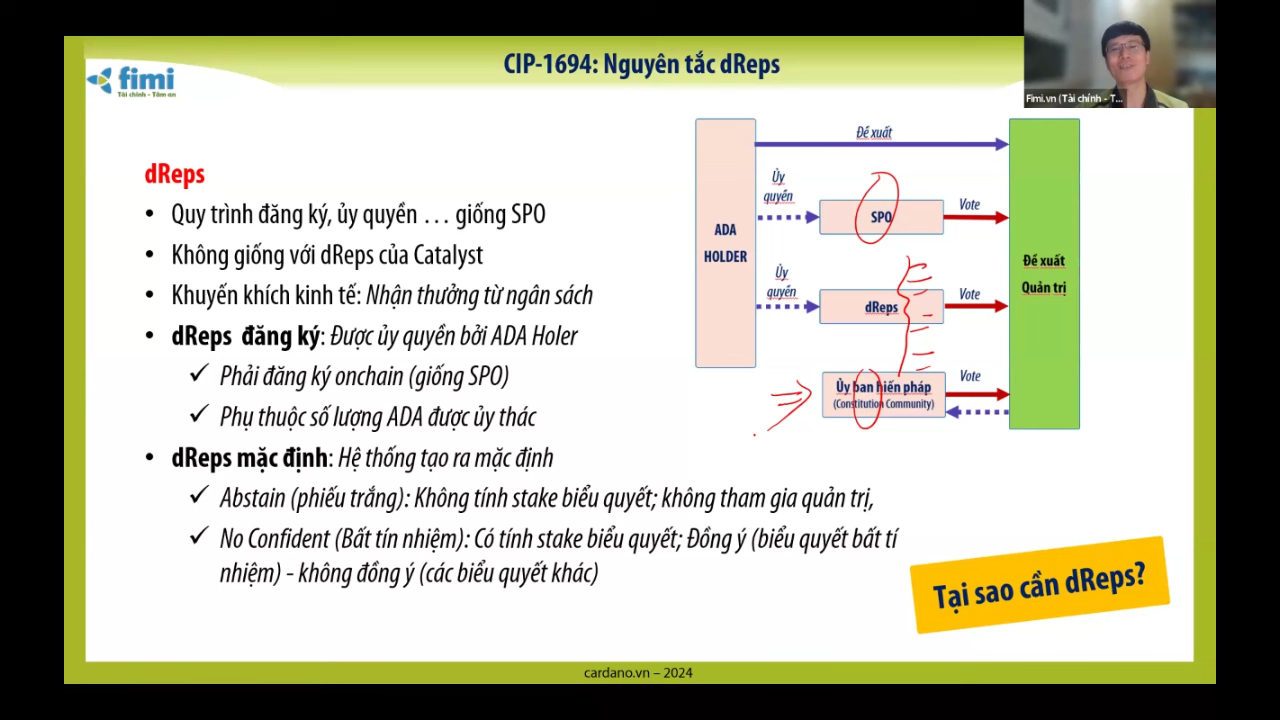 CIP-1694: Nguyên tắc dReps
fimi
Tài chính - Tâm an
Fimi.vn (Tài chính - T...
dReps
• Quy trình đăng ký, ủy quyền … giống SPO
• Không giống với dReps của Catalyst
• Khuyến khích kinh tế: Nhận thưởng từ ngân sách
• dReps đăng ký: Được ủy quyền bởi ADA Holer
✓ Phải đăng ký onchain (giống SPO)
✓ Phụ thuộc số lượng ADA được ủy thác
• dReps mặc định: Hệ thống tạo ra mặc định
✓ Abstain (phiếu trắng): Không tính stake biểu quyết; không tham gia quản trị,
✓ No Confident (Bất tín nhiệm): Có tính stake biểu quyết; Đồng ý (biểu quyết bất tí
nhiệm) - không đồng ý (các biểu quyết khác)
ADA
HOLDER
Đề xuất
Ủy
quyền
SPO
Vote
Ủy
quyền
dReps
Vote
Ủy ban hiến pháp
(Constitution Community)
Vote
Đề xuất
Quản trị
Tại sao cần dReps?
cardano.vn – 2024